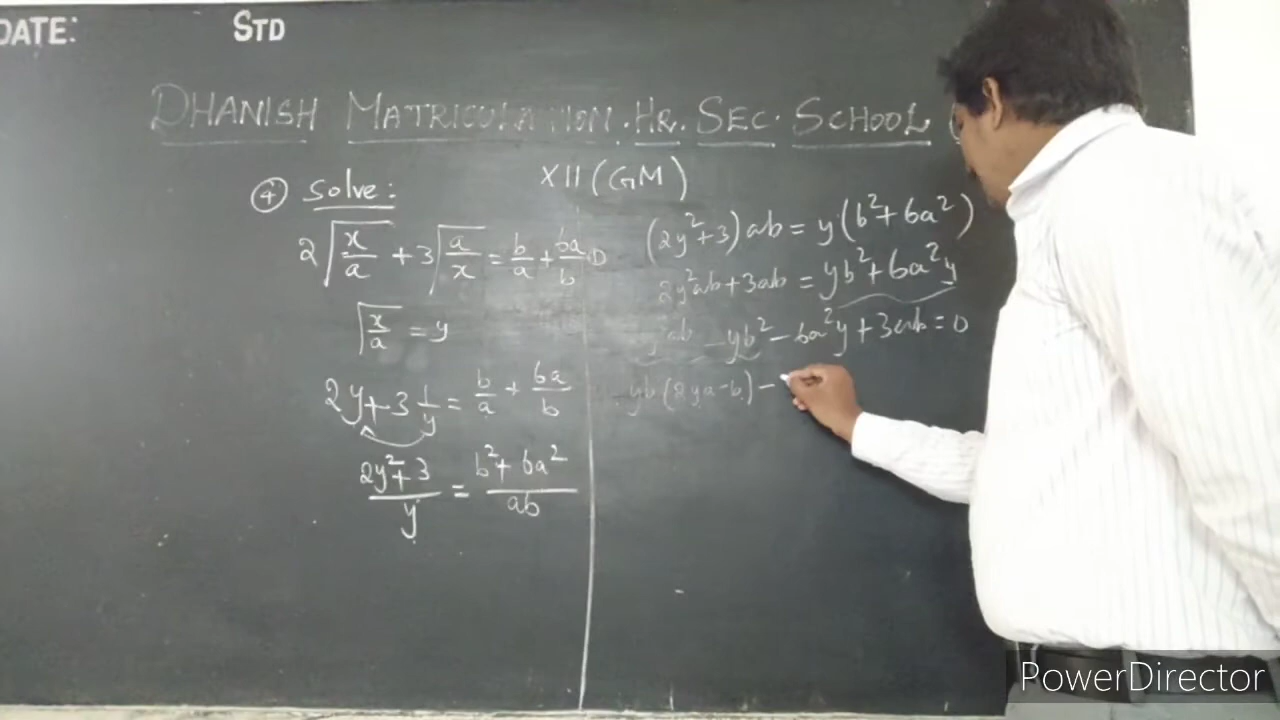 DATE: STD
DHANISH MATRICULATION. HR. SEC. SCHOOL
XII (GM)
④ Solve:
2√(x/a) + 3√(a/x) = b/a + 6a/b
√(x/a) = y
2y + 3 1/y = b/a + 6a/b
(2y²+3)/y = (b²+6a²)/ab
(2y²+3)ab = y(b²+6a²)
2y²ab + 3ab = yb² + 6a²y
ab - yb² - 6a²y + 3ab = 0
yb(2ya-b) -
PowerDirector